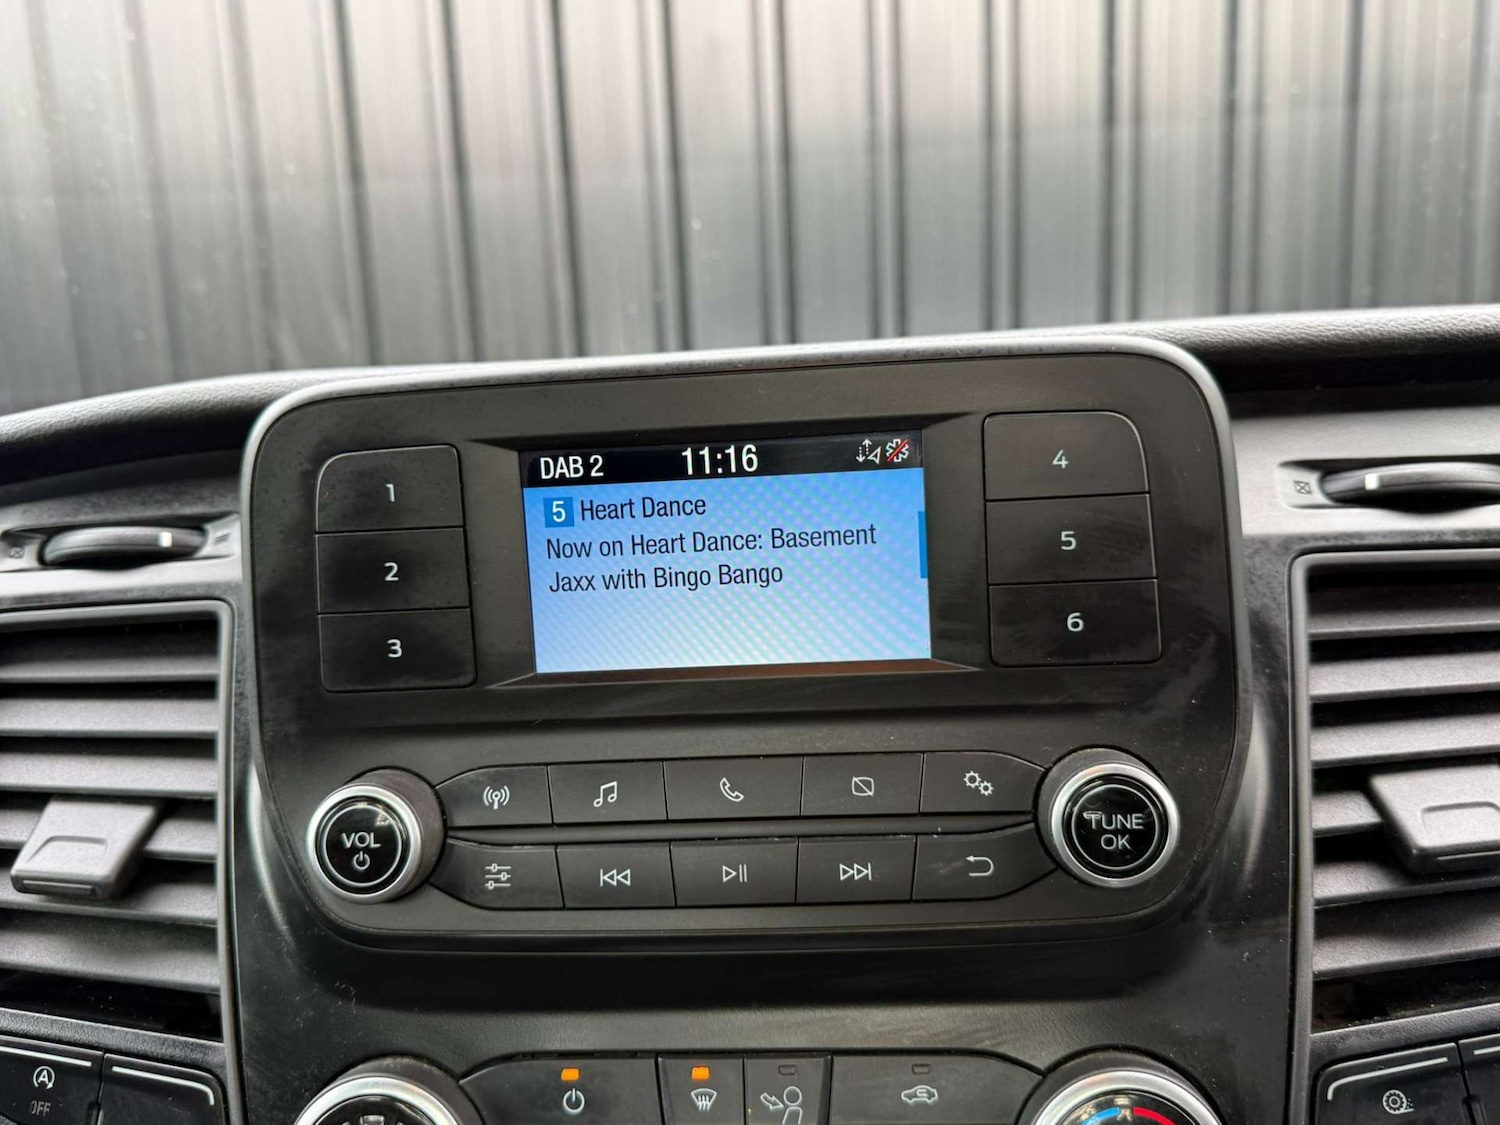 DAB 2 11:16
5 Heart Dance
Now on Heart Dance: Basement
Jaxx with Bingo Bango
1
2
3
4
5
6
VOL
TUNE
OK
A
OFF